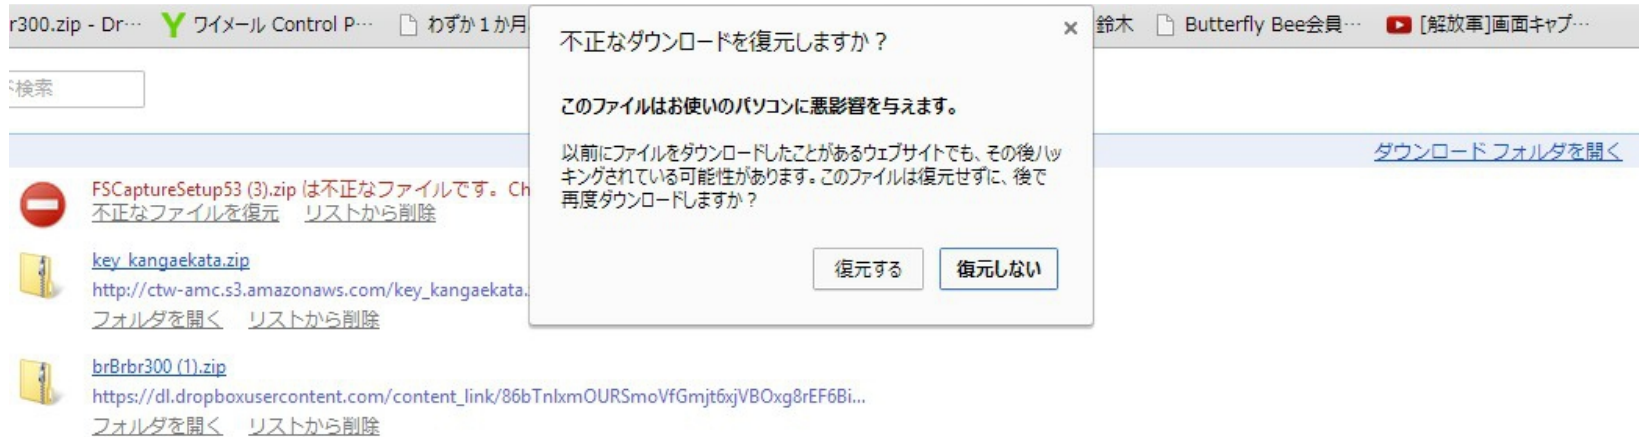 r300.zip - Dr… ワイメール Control P… わずか１か月 鈴木 Butterfly Bee会員… [解放軍]画面キャプ…
不正なダウンロードを復元しますか？
検索
このファイルはお使いのパソコンに悪影響を与えます。
以前にファイルをダウンロードしたことがあるウェブサイトでも、その後ハッ
キングされている可能性があります。このファイルは復元せずに、後で
再度ダウンロードしますか？
復元する 復元しない
ダウンロード フォルダを開く
FSCaptureSetup53 (3).zip は不正なファイルです。Ch
不正なファイルを復元 リストから削除
key_kangaekata.zip
http://ctw-amc.s3.amazonaws.com/key_kangaekata.
フォルダを開く リストから削除
brBrbr300 (1).zip
https://dl.dropboxusercontent.com/content_link/86bTnlxmOURSmoVfGmjt6xjVBOxg8rEF6Bi...
フォルダを開く リストから削除